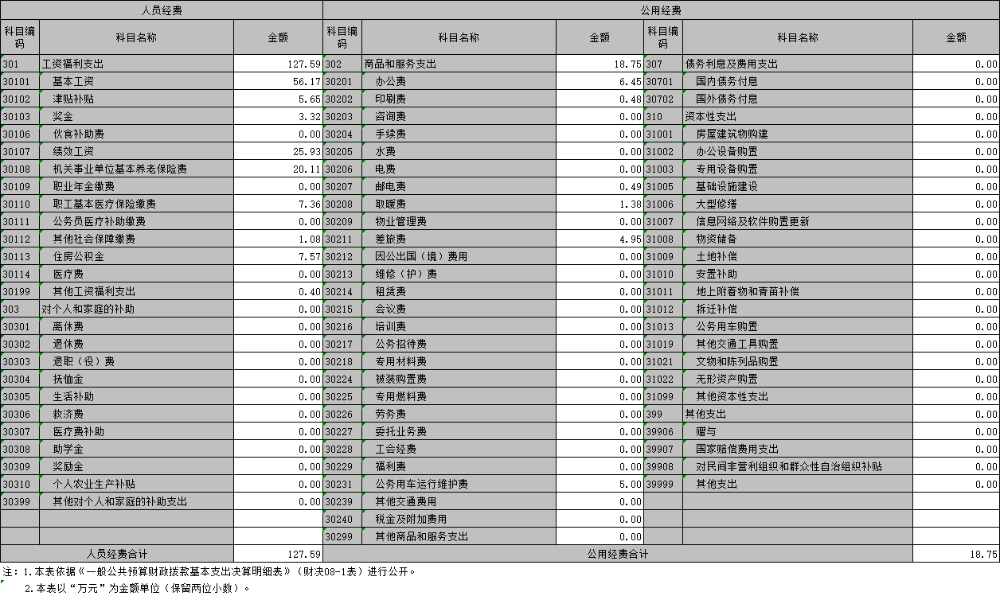 人员经费 公用经费
科目编码 科目名称 金额 科目编码 科目名称 金额 科目编码 科目名称 金额
301 工资福利支出 127.59 302 商品和服务支出 18.75 307 债务利息及费用支出 0.00
30101 基本工资 56.17 30201 办公费 6.45 30701 国内债务付息 0.00
30102 津贴补贴 5.65 30202 印刷费 0.48 30702 国外债务付息 0.00
30103 奖金 3.32 30203 咨询费 0.00 310 资本性支出 0.00
30106 伙食补助费 0.00 30204 手续费 0.00 31001 房屋建筑物购建 0.00
30107 绩效工资 25.93 30205 水费 0.00 31002 办公设备购置 0.00
30108 机关事业单位基本养老保险费 20.11 30206 电费 0.00 31003 专用设备购置 0.00
30109 职业年金缴费 0.00 30207 邮电费 0.49 31005 基础设施建设 0.00
30110 职工基本医疗保险缴费 7.36 30208 取暖费 1.38 31006 大型修缮 0.00
30111 公务员医疗补助缴费 0.00 30209 物业管理费 0.00 31007 信息网络及软件购置更新 0.00
30112 其他社会保障缴费 1.08 30211 差旅费 4.95 31008 物资储备 0.00
30113 住房公积金 7.57 30212 因公出国（境）费用 0.00 31009 土地补偿 0.00
30114 医疗费 0.00 30213 维修（护）费 0.00 31010 安置补助 0.00
30199 其他工资福利支出 0.40 30214 租赁费 0.00 31011 地上附着物和青苗补偿 0.00
303 对个人和家庭的补助 0.00 30215 会议费 0.00 31012 拆迁补偿 0.00
30301 离休费 0.00 30216 培训费 0.00 31013 公务用车购置 0.00
30302 退休费 0.00 30217 公务招待费 0.00 31019 其他交通工具购置 0.00
30303 退职（役）费 0.00 30218 专用材料费 0.00 31021 文物和陈列品购置 0.00
30304 抚恤金 0.00 30224 被装购置费 0.00 31022 无形资产购置 0.00
30305 生活补助 0.00 30225 专用燃料费 0.00 31099 其他资本性支出 0.00
30306 救济费 0.00 30226 劳务费 0.00 399 其他支出 0.00
30307 医疗费补助 0.00 30227 委托业务费 0.00 39906 赠与 0.00
30308 助学金 0.00 30228 工会经费 0.00 39907 国家赔偿费用支出 0.00
30309 奖励金 0.00 30229 福利费 0.00 39908 对民间非营利组织和群众性自治组织补贴 0.00
30310 个人农业生产补贴 0.00 30231 公务用车运行维护费 5.00 39999 其他支出 0.00
30399 其他对个人和家庭的补助支出 0.00 30239 其他交通费用 0.00
30240 税金及附加费用 0.00
30299 其他商品和服务支出 0.00
人员经费合计 127.59 公用经费合计 18.75
注：1.本表依据《一般公共预算财政拨款基本支出决算明细表》（财决08-1表）进行公开。
2.本表以“万元”为金额单位（保留两位小数）。